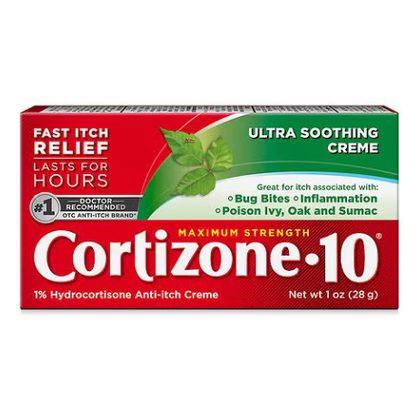 FAST ITCH
RELIEF
LASTS FOR
HOURS
#1 DOCTOR
RECOMMENDED
OTC ANTI-ITCH BRAND*
ULTRA SOOTHING
CREME
Great for itch associated with:
Bug Bites Inflammation
Poison Ivy, Oak and Sumac
MAXIMUM STRENGTH
Cortizone•10®
1% Hydrocortisone Anti-itch Creme
Net wt 1 oz (28 g)